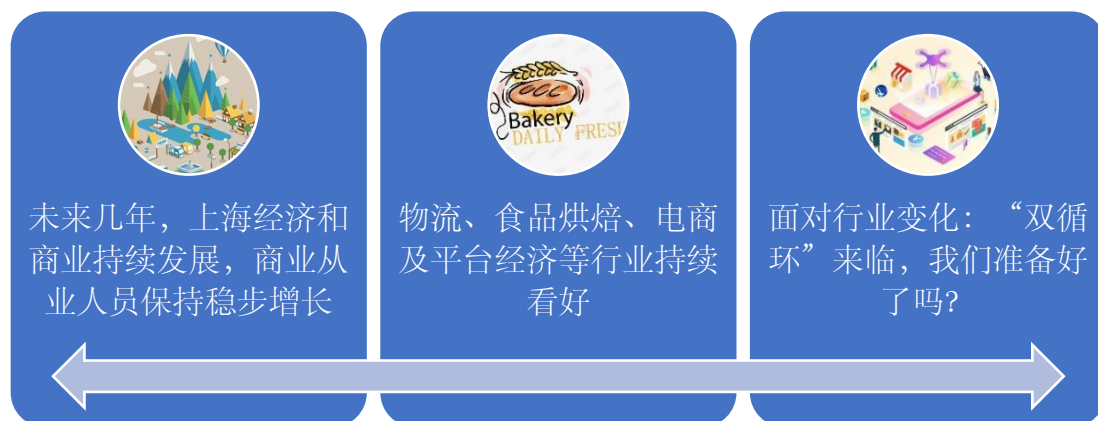 Bakery
DAILY FRESH
未来几年，上海经济和
商业持续发展，商业从
业人员保持稳步增长
物流、食品烘焙、电商
及平台经济等行业持续
看好
面对行业变化：“双循
环”来临，我们准备好
了吗？